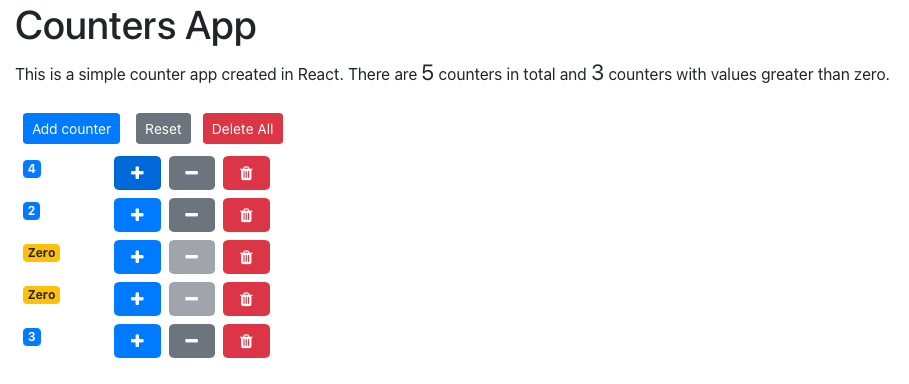 Counters App
This is a simple counter app created in React. There are 5 counters in total and 3 counters with values greater than zero.
Add counter Reset Delete All
4
2
Zero
Zero
3